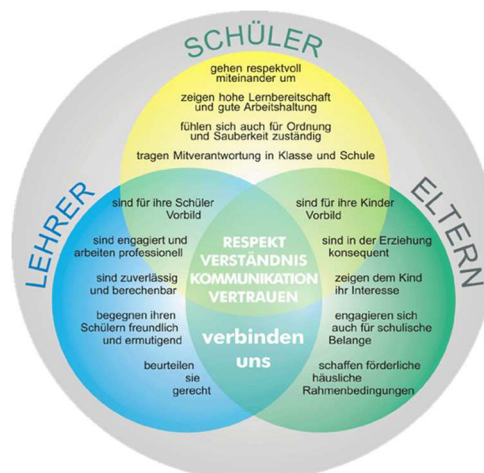 SCHÜLER
gehen respektvoll
miteinander um
zeigen hohe Lernbereitschaft
und gute Arbeitshaltung
fühlen sich auch für Ordnung
und Sauberkeit zuständig
tragen Mitverantwortung in Klasse und Schule
LEHRER
sind für ihre Schüler
Vorbild
sind engagiert und
arbeiten professionell
sind zuverlässig
und berechenbar
begegnen ihren
Schülern freundlich
und ermutigend
beurteilen
sie
gerecht
RESPEKT
VERSTÄNDNIS
KOMMUNIKATION
VERTRAUEN
verbinden
uns
ELTERN
sind für ihre Kinder
Vorbild
sind in der Erziehung
konsequent
zeigen dem Kind
ihr Interesse
engagieren sich
auch für schulische
Belange
schaffen förderliche
häusliche
Rahmenbedingungen